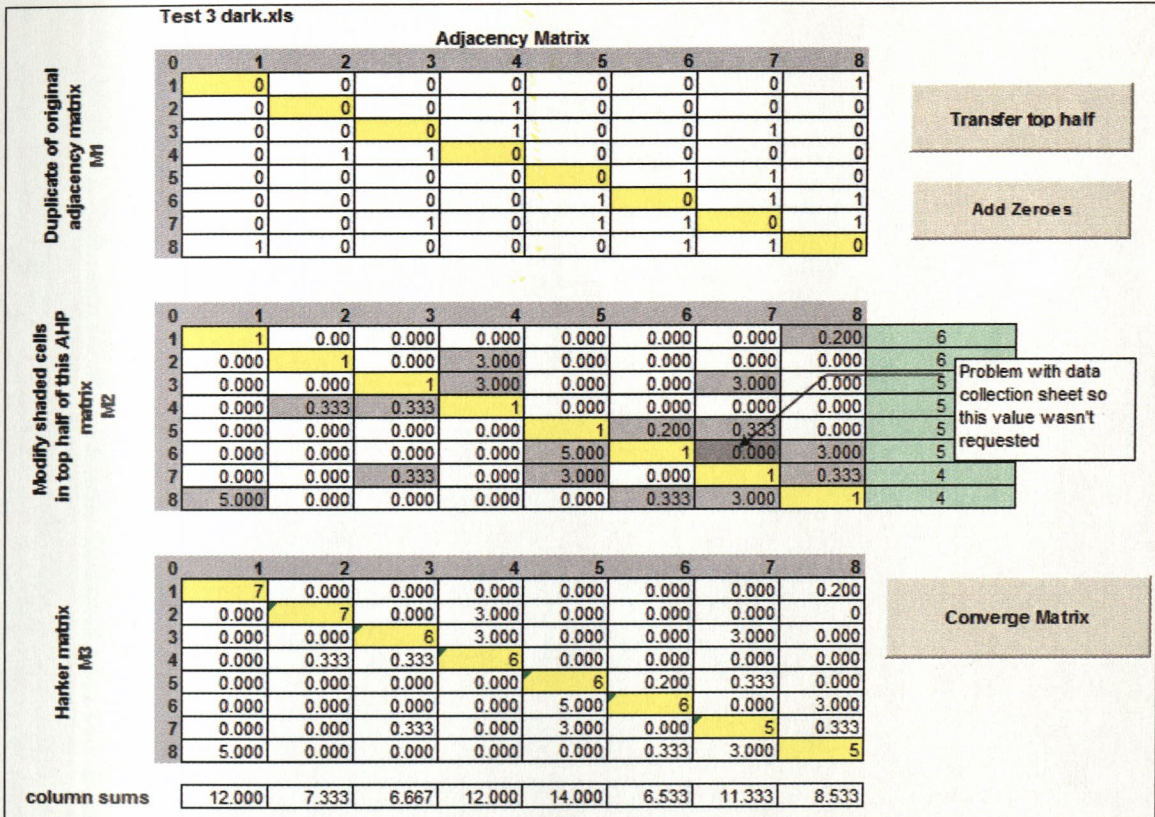 Test 3 dark.xls
Adjacency Matrix
Duplicate of original
adjacency matrix
M1
0 1 2 3 4 5 6 7 8
1 0 0 0 0 0 0 0 1
2 0 0 0 1 0 0 0 0
3 0 0 0 1 0 0 1 0
4 0 1 1 0 0 0 0 0
5 0 0 0 0 0 1 1 0
6 0 0 0 0 1 0 1 1
7 0 0 1 0 1 1 0 1
8 1 0 0 0 0 1 1 0
Transfer top half
Add Zeroes
Modify shaded cells
in top half of this AHP
matrix
M2
0 1 2 3 4 5 6 7 8
1 1 0.00 0.000 0.000 0.000 0.000 0.000 0.200 6
2 0.000 1 0.000 3.000 0.000 0.000 0.000 0.000 6
3 0.000 0.000 1 3.000 0.000 0.000 3.000 0.000 5
4 0.000 0.333 0.333 1 0.000 0.000 0.000 0.000 5
5 0.000 0.000 0.000 0.000 1 0.200 0.333 0.000 5
6 0.000 0.000 0.000 0.000 5.000 1 0.000 3.000 5
7 0.000 0.000 0.333 0.000 3.000 0.000 1 0.333 4
8 5.000 0.000 0.000 0.000 0.000 0.333 3.000 1 4
Problem with data
collection sheet so
this value wasn't
requested
Harker matrix
M3
0 1 2 3 4 5 6 7 8
1 7 0.000 0.000 0.000 0.000 0.000 0.000 0.200
2 0.000 7 0.000 3.000 0.000 0.000 0.000 0
3 0.000 0.000 6 3.000 0.000 0.000 3.000 0.000
4 0.000 0.333 0.333 6 0.000 0.000 0.000 0.000
5 0.000 0.000 0.000 0.000 6 0.200 0.333 0.000
6 0.000 0.000 0.000 0.000 5.000 6 0.000 3.000
7 0.000 0.000 0.333 0.000 3.000 0.000 5 0.333
8 5.000 0.000 0.000 0.000 0.000 0.333 3.000 5
Converge Matrix
column sums 12.000 7.333 6.667 12.000 14.000 6.533 11.333 8.533